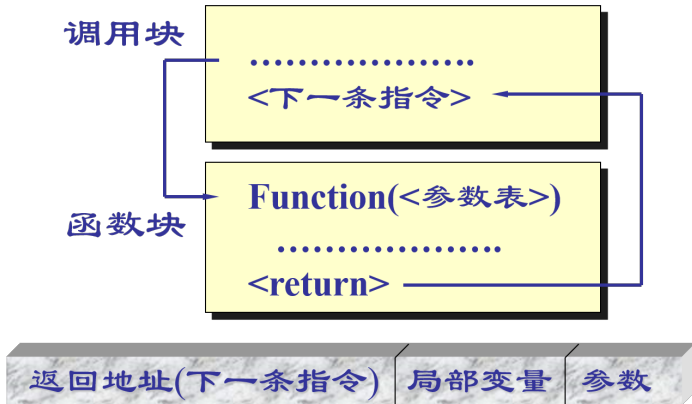 调用块
...................
<下一条指令>
Function(<参数表>)
函数块
...................
<return>
返回地址(下一条指令) 局部变量 参数